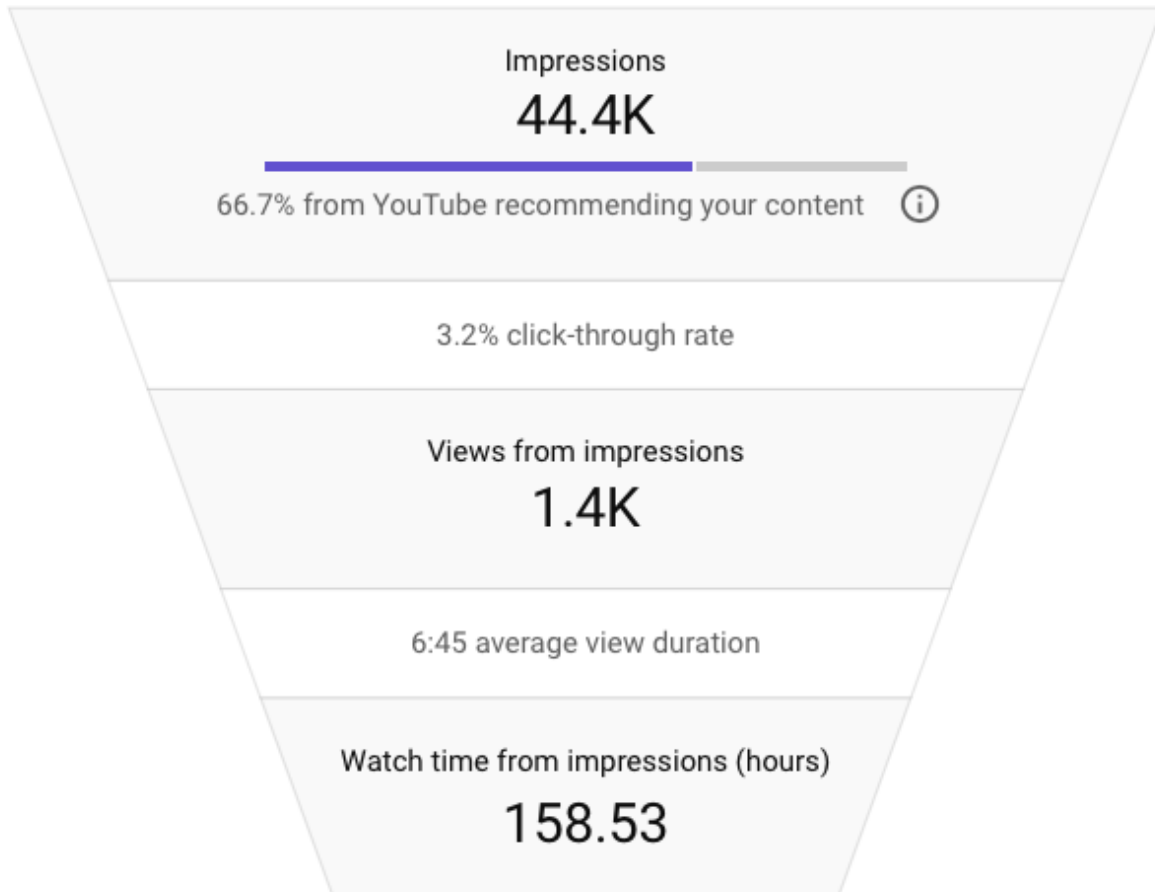 Impressions
44.4K
66.7% from YouTube recommending your content
3.2% click-through rate
Views from impressions
1.4K
6:45 average view duration
Watch time from impressions (hours)
158.53